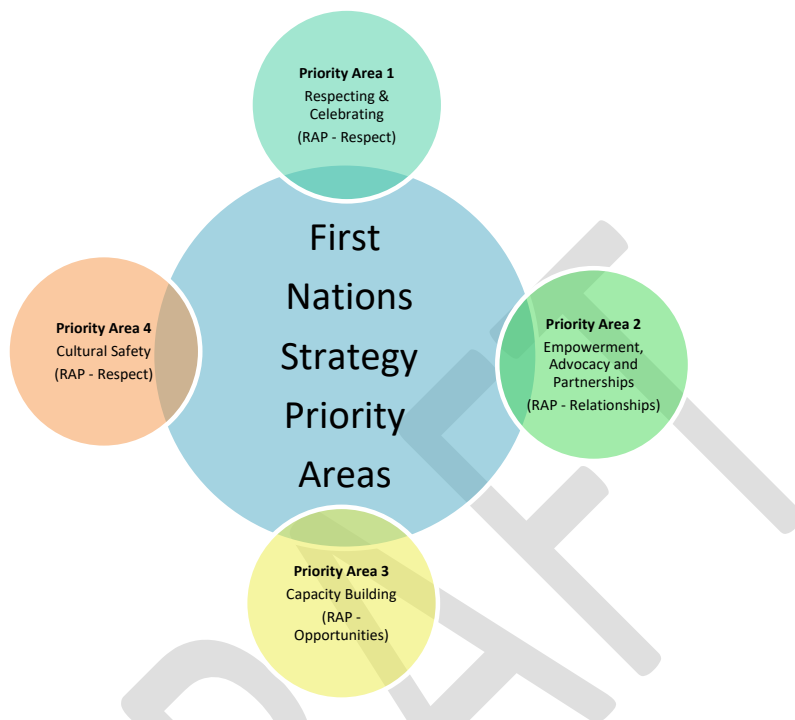 Priority Area 1
Respecting &
Celebrating
(RAP - Respect)
First
Nations
Strategy
Priority
Areas
Priority Area 4
Cultural Safety
(RAP - Respect)
Priority Area 2
Empowerment,
Advocacy and
Partnerships
(RAP - Relationships)
Priority Area 3
Capacity Building
(RAP -
Opportunities)
DRAFT